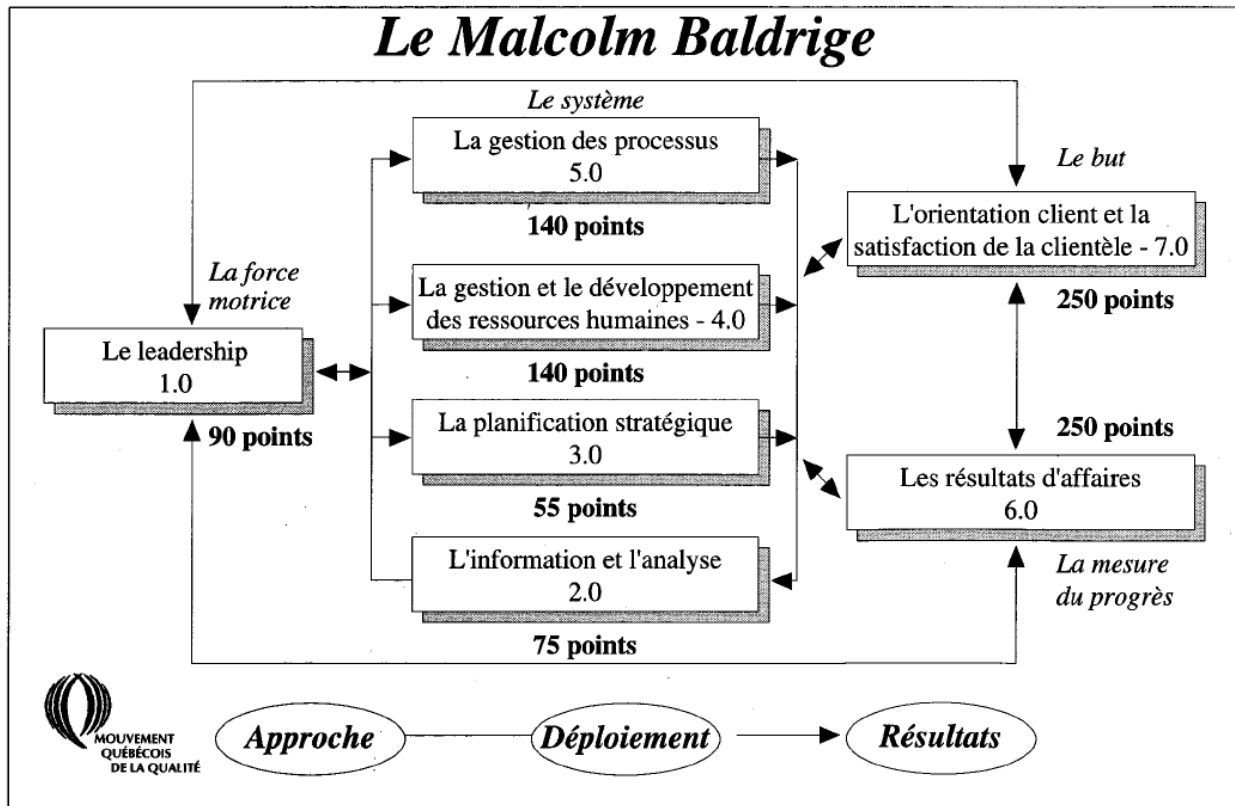 Le Malcolm Baldrige
Le système
La gestion des processus
5.0
140 points
Le but
L'orientation client et la
satisfaction de la clientèle - 7.0
250 points
La force
motrice
Le leadership
1.0
90 points
La gestion et le développement
des ressources humaines - 4.0
140 points
La planification stratégique
3.0
55 points
250 points
Les résultats d'affaires
6.0
La mesure
du progrès
L'information et l'analyse
2.0
75 points
MOUVEMENT
QUÉBÉCOIS
DE LA QUALITÉ
Approche
Déploiement
Résultats